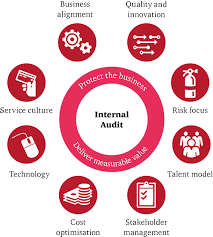 Business
alignment
Quality and
innovation
Protect the business
Service culture
Risk focus
Internal
Audit
Deliver measurable value
Technology
Talent model
Cost
optimisation
Stakeholder
management